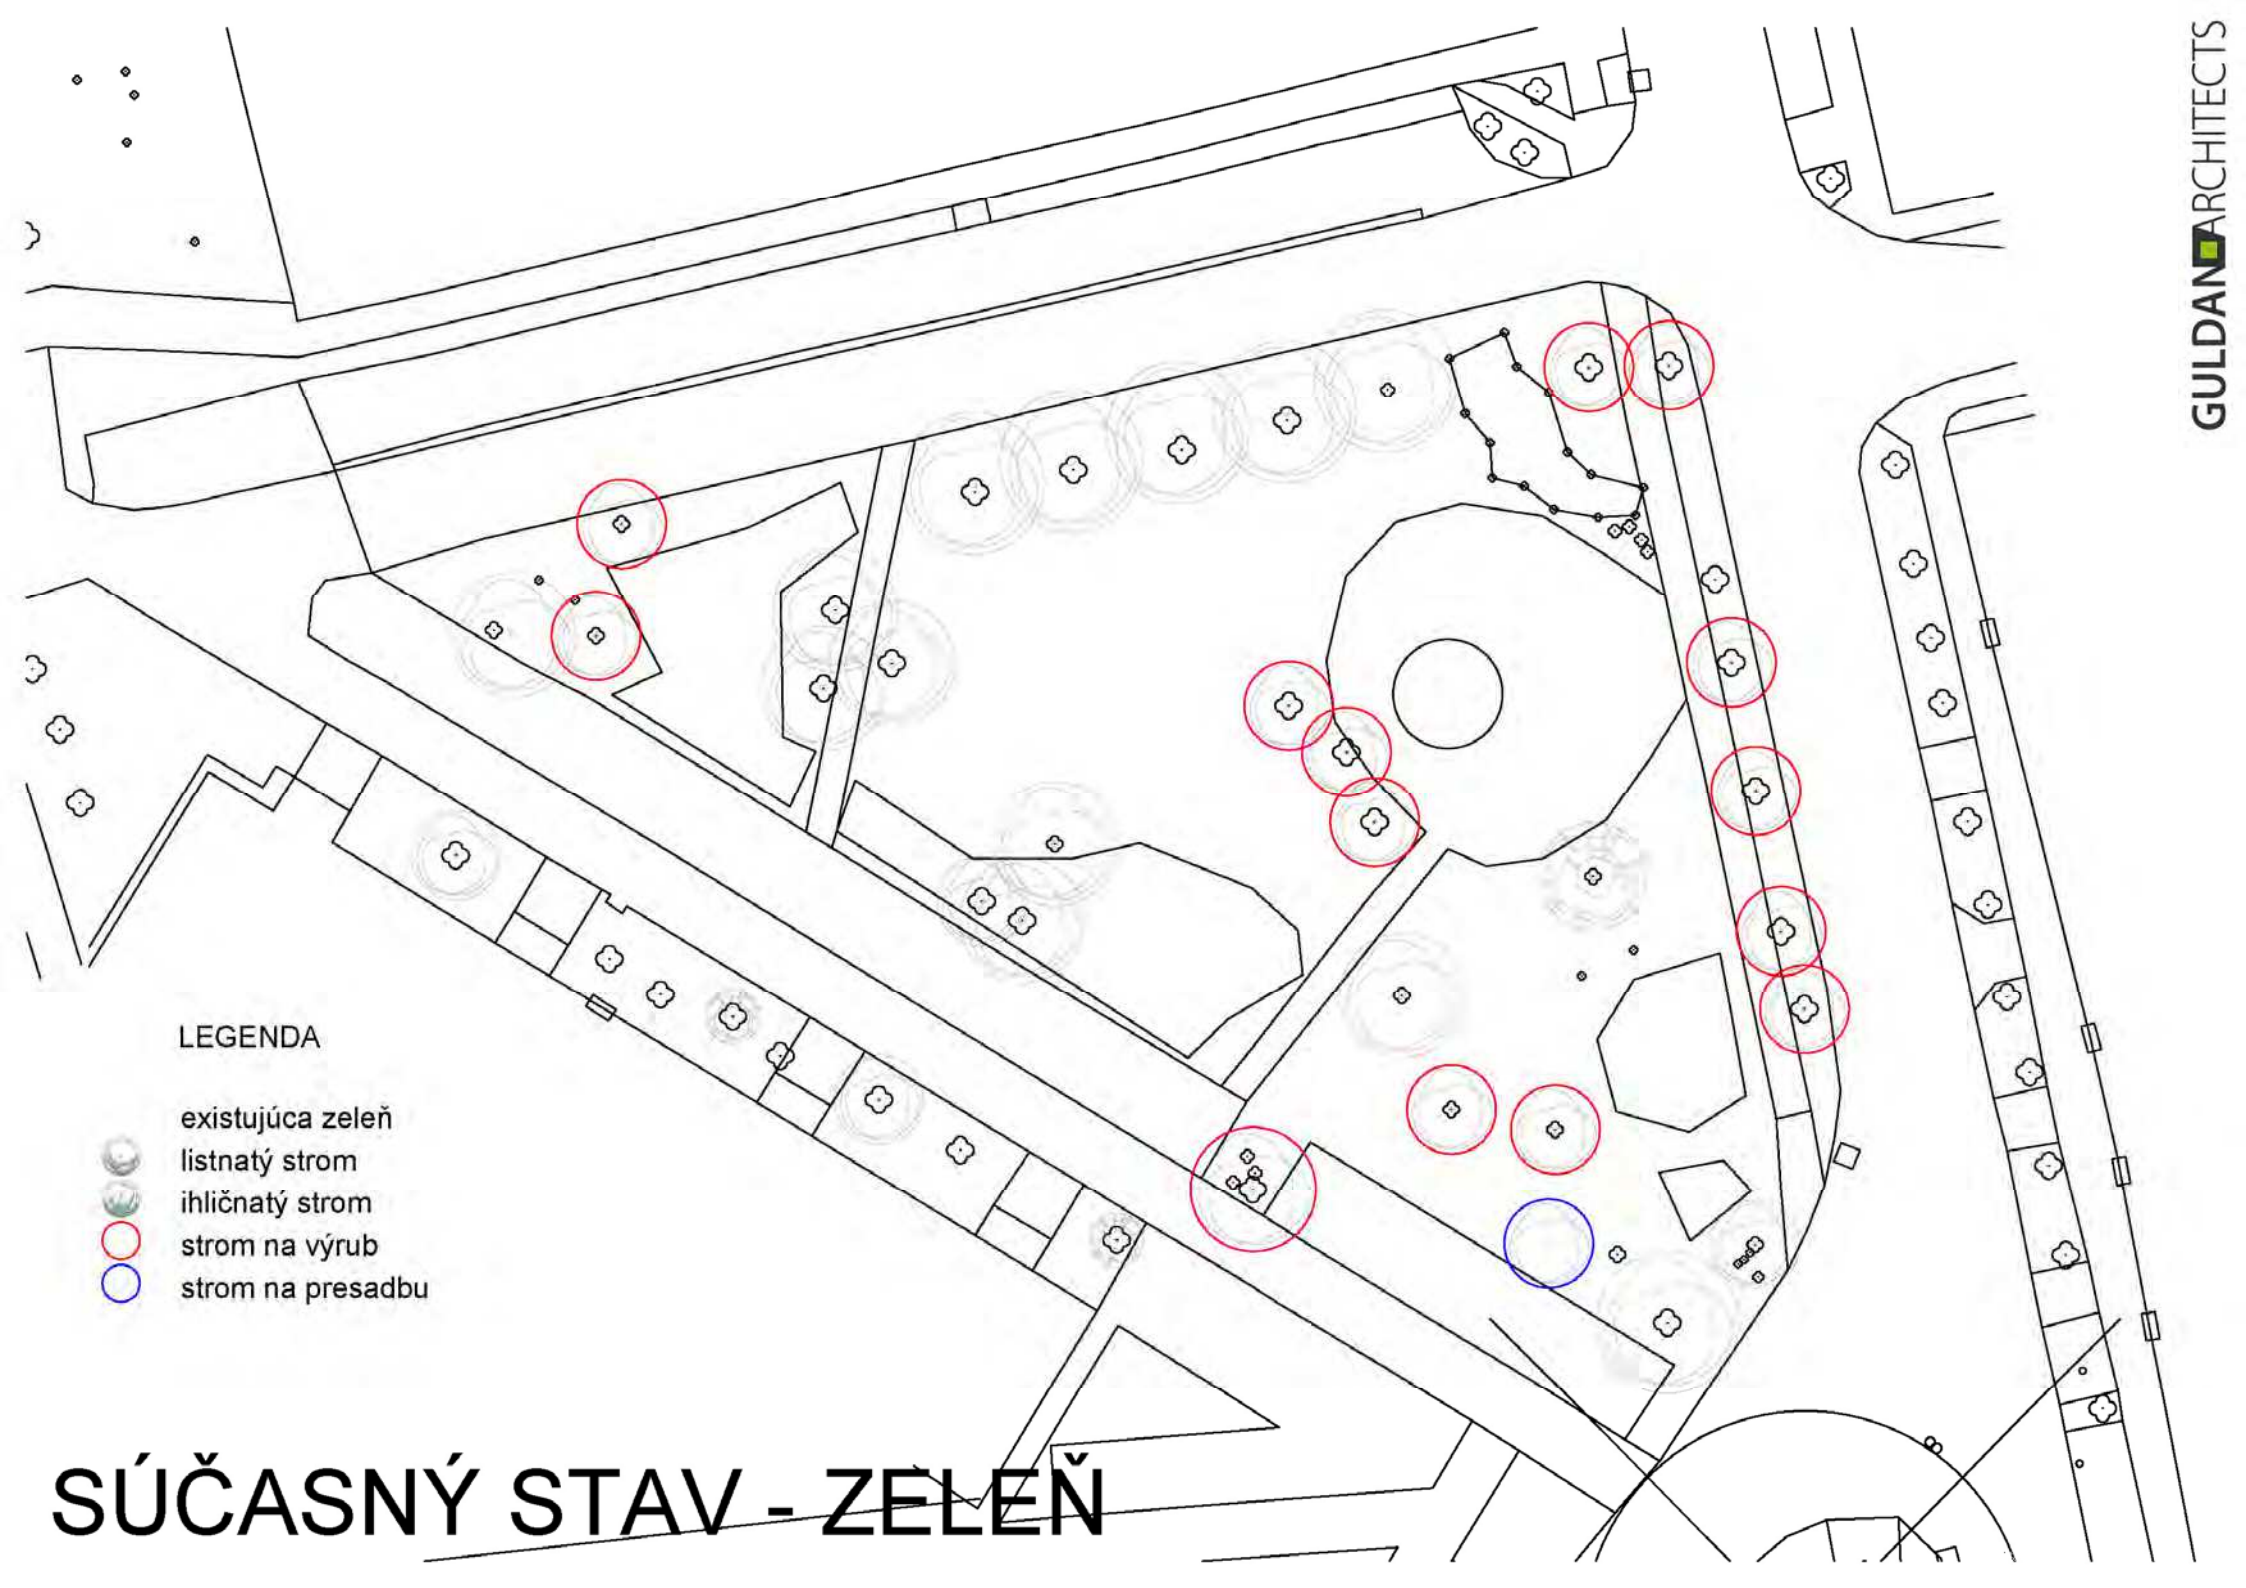 GULDAN ARCHITECTS
LEGENDA
existujúca zeleň
listnatý strom
ihličnatý strom
strom na výrub
strom na presadbu
SÚČASNÝ STAV - ZELEŇ